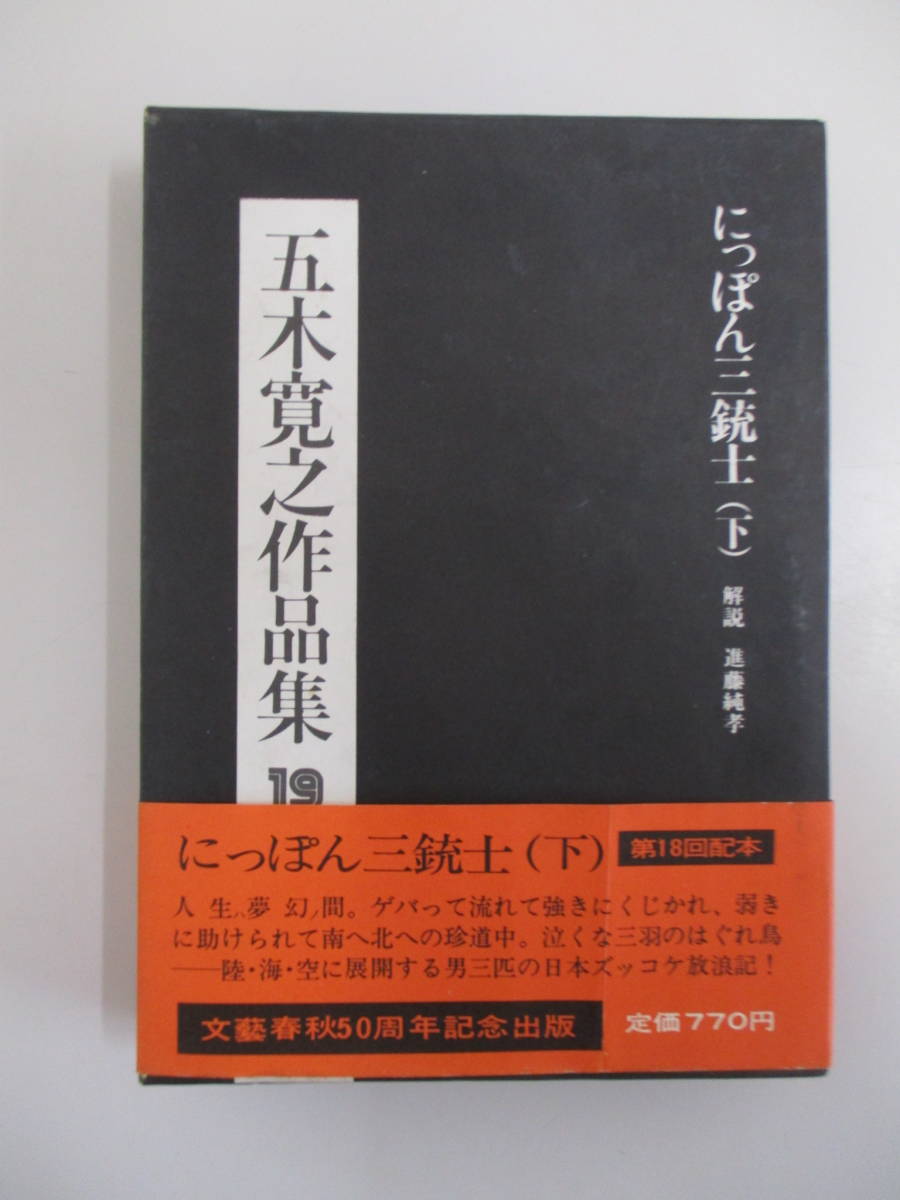 にっぽん三銃士（下） 解説 進藤純孝
五木寛之作品集 19
にっぽん三銃士（下）
第18回配本
人生ハ夢幻ノ間。ゲバって流れて強きにくじかれ、弱き
に助けられて南へ北への珍道中。泣くな三羽のはぐれ鳥
──陸・海・空に展開する男三匹の日本ズッコケ放浪記！
文藝春秋50周年記念出版
定価770円